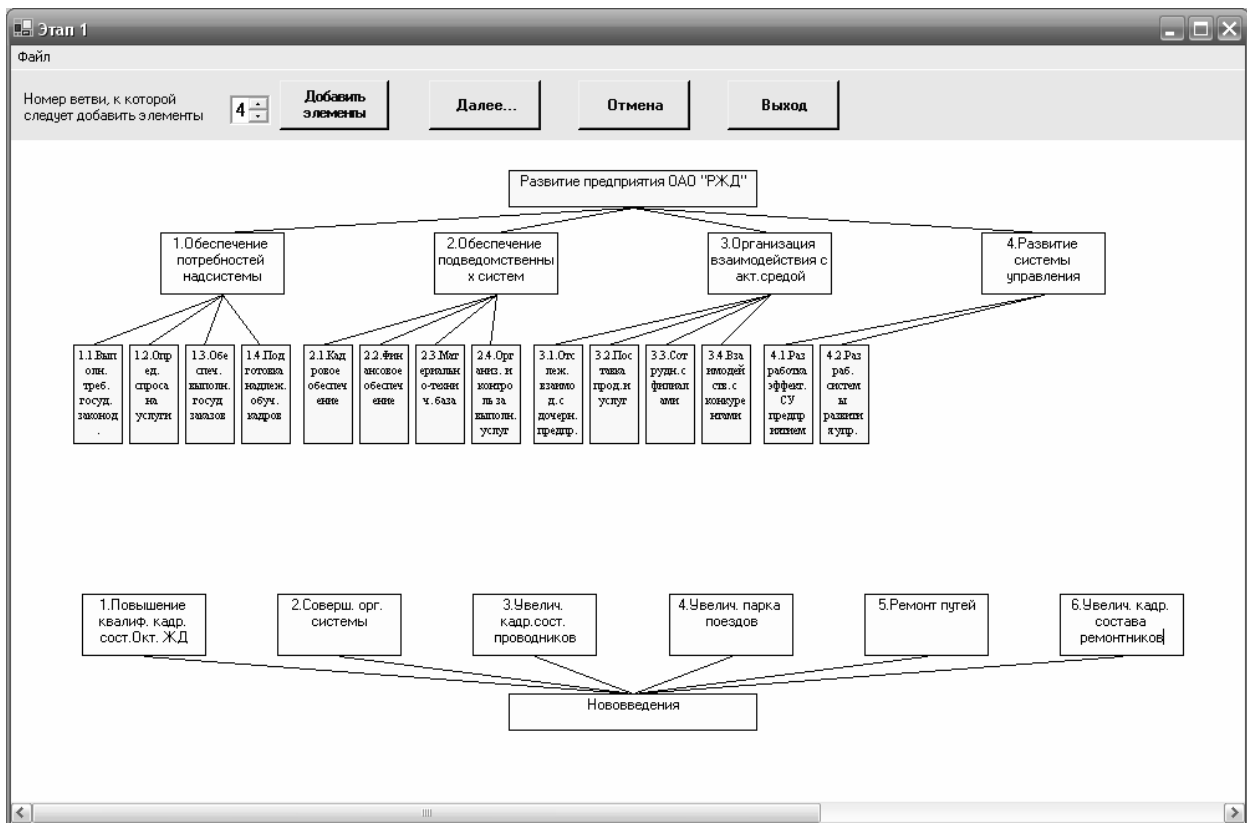 Этап 1
Файл
Номер ветви, к которой
следует добавить элементы
4
Добавить
элементы
Далее...
Отмена
Выход
Развитие предприятия ОАО "РЖД"
1.Обеспечение
потребностей
надсистемы
2.Обеспечение
подведомственны
х систем
3.Организация
взаимодействия с
акт.средой
4.Развитие
системы
управления
1.1.Вып
олн.
треб.
госуд.
законод
.
1.2.Опр
ед.
спроса
на
услуги
1.3.Обе
спеч.
выполн.
госуд
заказов
1.4.Под
готовка
надлеж.
обуч.
кадров
2.1.Кад
ровое
обеспеч
ение
2.2.Фин
ансовое
обеспеч
ение
2.3.Мат
ериальн
о-техни
ч. база
2.4.Орг
аниз. и
контро
ль за
выполн.
услуг
3.1.Отс
леж.
взаимо
д.с
дочерн.
предпр.
3.2.Пос
тавка
прод.и
услуг
3.3.Сот
рудн.с
филиал
ами
3.4.Вза
имодей
ств.с
конкуре
нтами
4.1.Раз
работка
эффект.
СУ
предпр
иятием
4.2.Раз
раб.
систем
ы
развити
я упр.
1.Повышение
квалиф. кадр.
сост.Окт. ЖД
2.Соверш. орг.
системы
3.Увелич.
кадр.сост.
проводников
4.Увелич. парка
поездов
5.Ремонт путей
6.Увелич. кадр.
состава
ремонтников
Нововведения